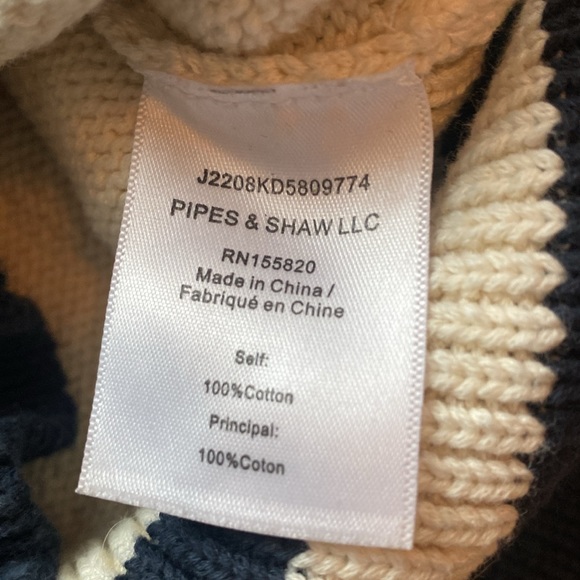 J2208KD5809774
PIPES & SHAW LLC
RN155820
Made in China /
Fabriqué en Chine
Self:
100%Cotton
Principal:
100%Coton